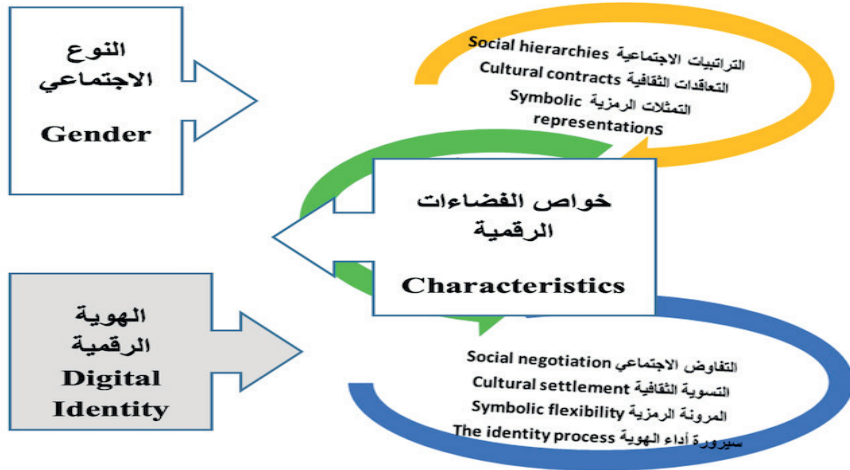 النوع
الاجتماعي
Gender
Social hierarchies التراتبيات الاجتماعية
Cultural contracts التعاقدات الثقافية
Symbolic التمثلات الرمزية
representations
خواص الفضاءات
الرقمية
Characteristics
الهوية
الرقمية
Digital
Identity
Social negotiation التفاوض الاجتماعي
Cultural settlement التسوية الثقافية
Symbolic flexibility المرونة الرمزية
The identity process سيرورة أداء الهوية